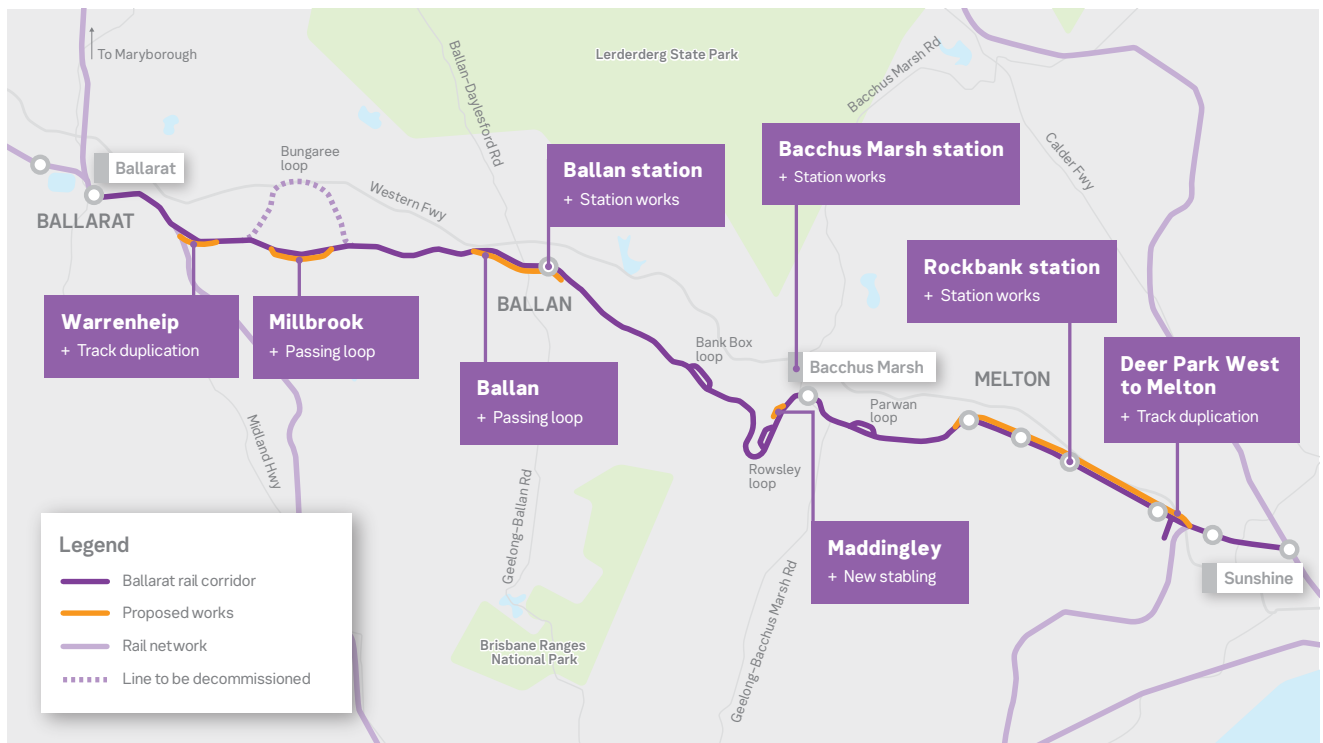 To Maryborough
Lerderderg State Park
Ballan–Daylesford Rd
Bacchus Marsh Rd
Calder Fwy
Ballarat
BALLARAT
Bungaree
loop
Western Fwy
Ballan station
+ Station works
Bacchus Marsh station
+ Station works
Rockbank station
+ Station works
Warrenheip
+ Track duplication
Millbrook
+ Passing loop
BALLAN
Ballan
+ Passing loop
Bank Box
loop
Bacchus Marsh
MELTON
Deer Park West
to Melton
+ Track duplication
Parwan
loop
Rowsley
loop
Midland Hwy
Geelong–Ballan Rd
Maddingley
+ New stabling
Sunshine
Geelong–Bacchus Marsh Rd
Brisbane Ranges
National Park
Legend
Ballarat rail corridor
Proposed works
Rail network
Line to be decommissioned